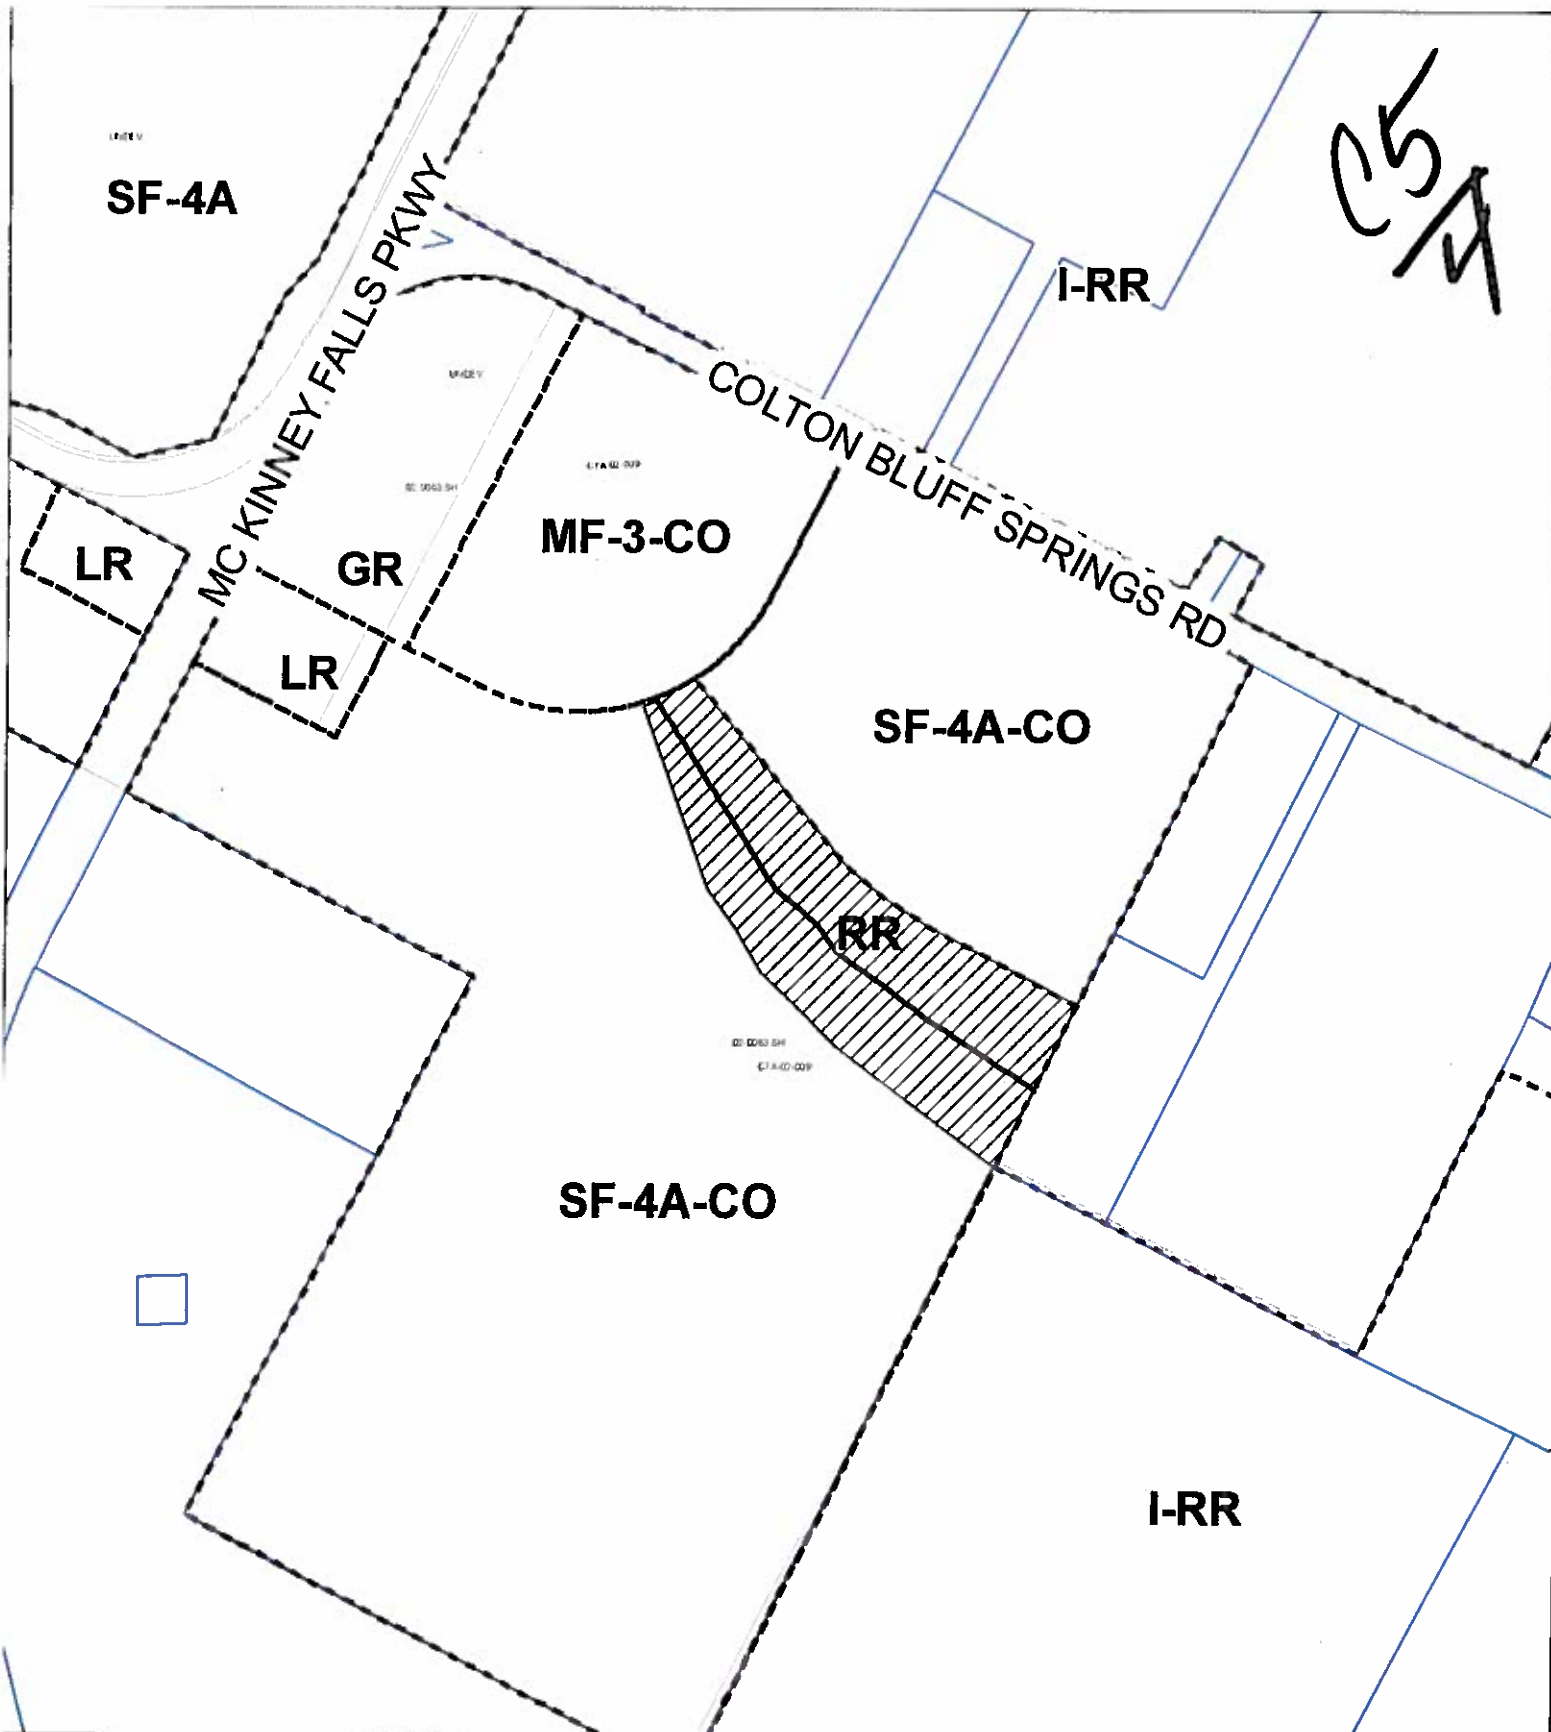 C5
SF-4A
I-RR
MC KINNEY FALLS PKWY
COLTON BLUFF SPRINGS RD
MF-3-CO
LR
GR
LR
SF-4A-CO
RR
SF-4A-CO
I-RR